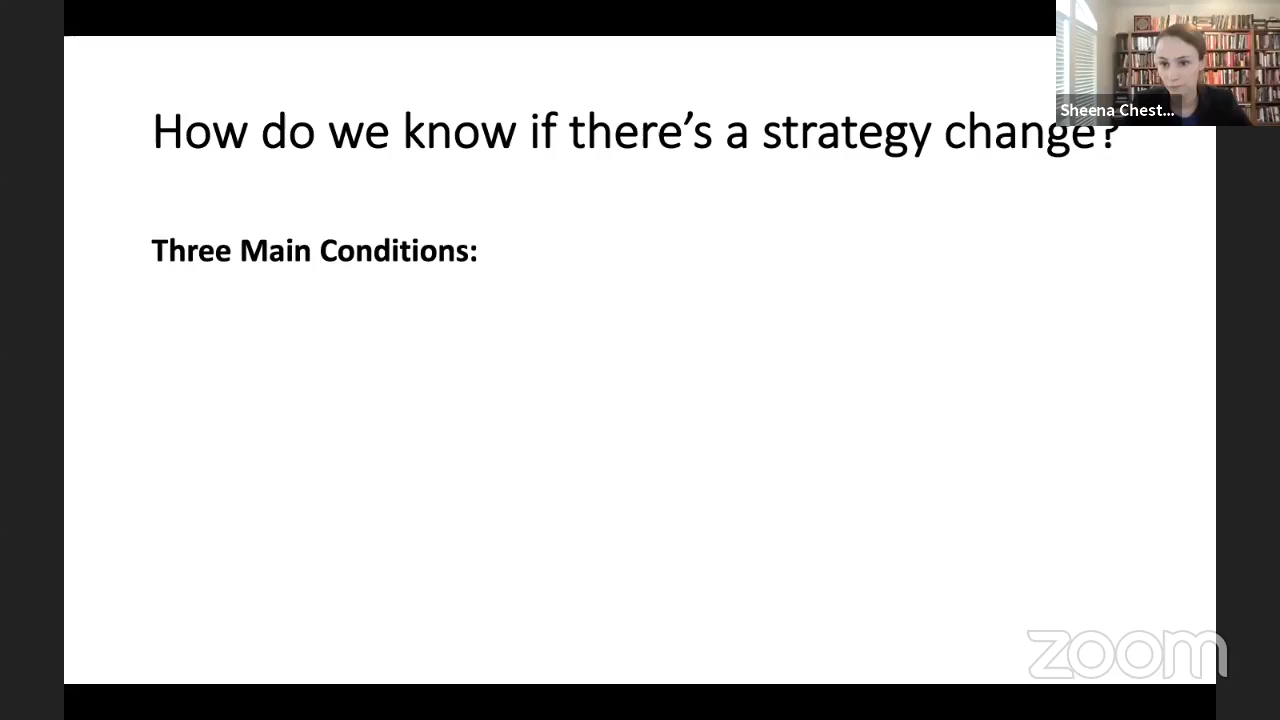 How do we know if there’s a strategy change?
Sheena Chest...
Three Main Conditions:
zoom